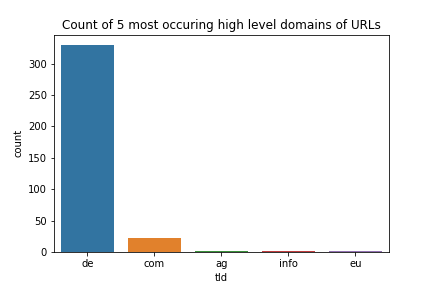 Count of 5 most occuring high level domains of URLs
count
300
250
200
150
100
50
0
de com ag info eu
tld